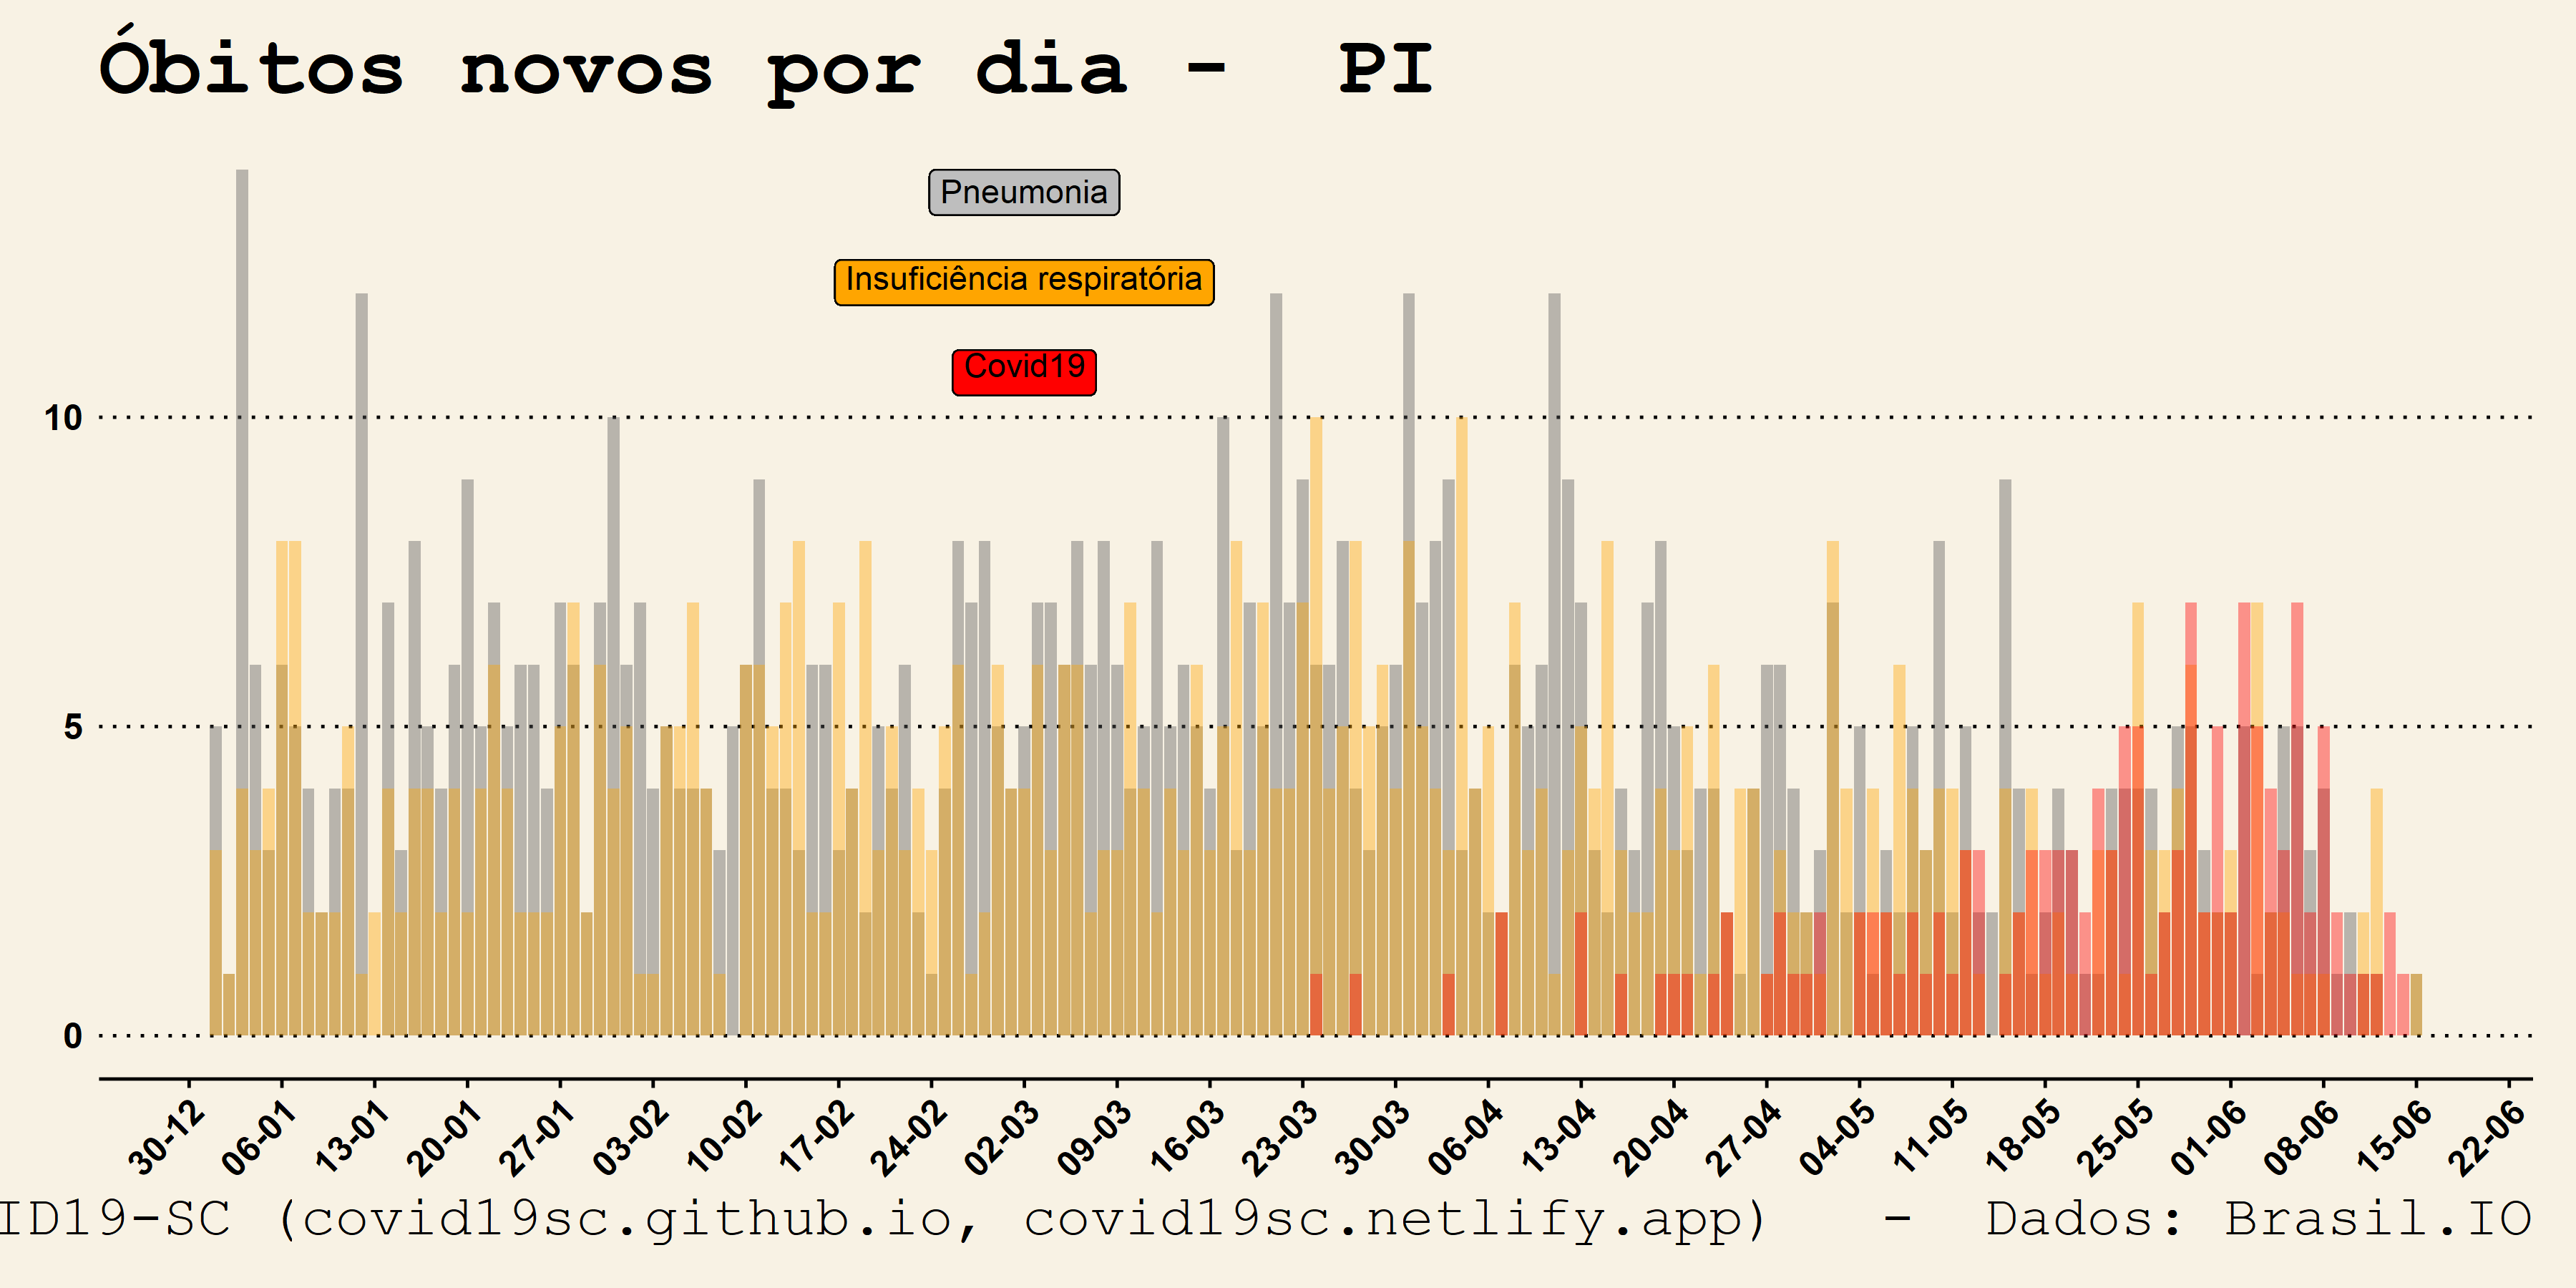 Óbitos novos por dia - PI
Pneumonia
Insuficiência respiratória
Covid19
10
5
0
30-12 06-01 13-01 20-01 27-01 03-02 10-02 17-02 24-02 02-03 09-03 16-03 23-03 30-03 06-04 13-04 20-04 27-04 04-05 11-05 18-05 25-05 01-06 08-06 15-06 22-06
ID19-SC (covid19sc.github.io, covid19sc.netlify.app) - Dados: Brasil.IO